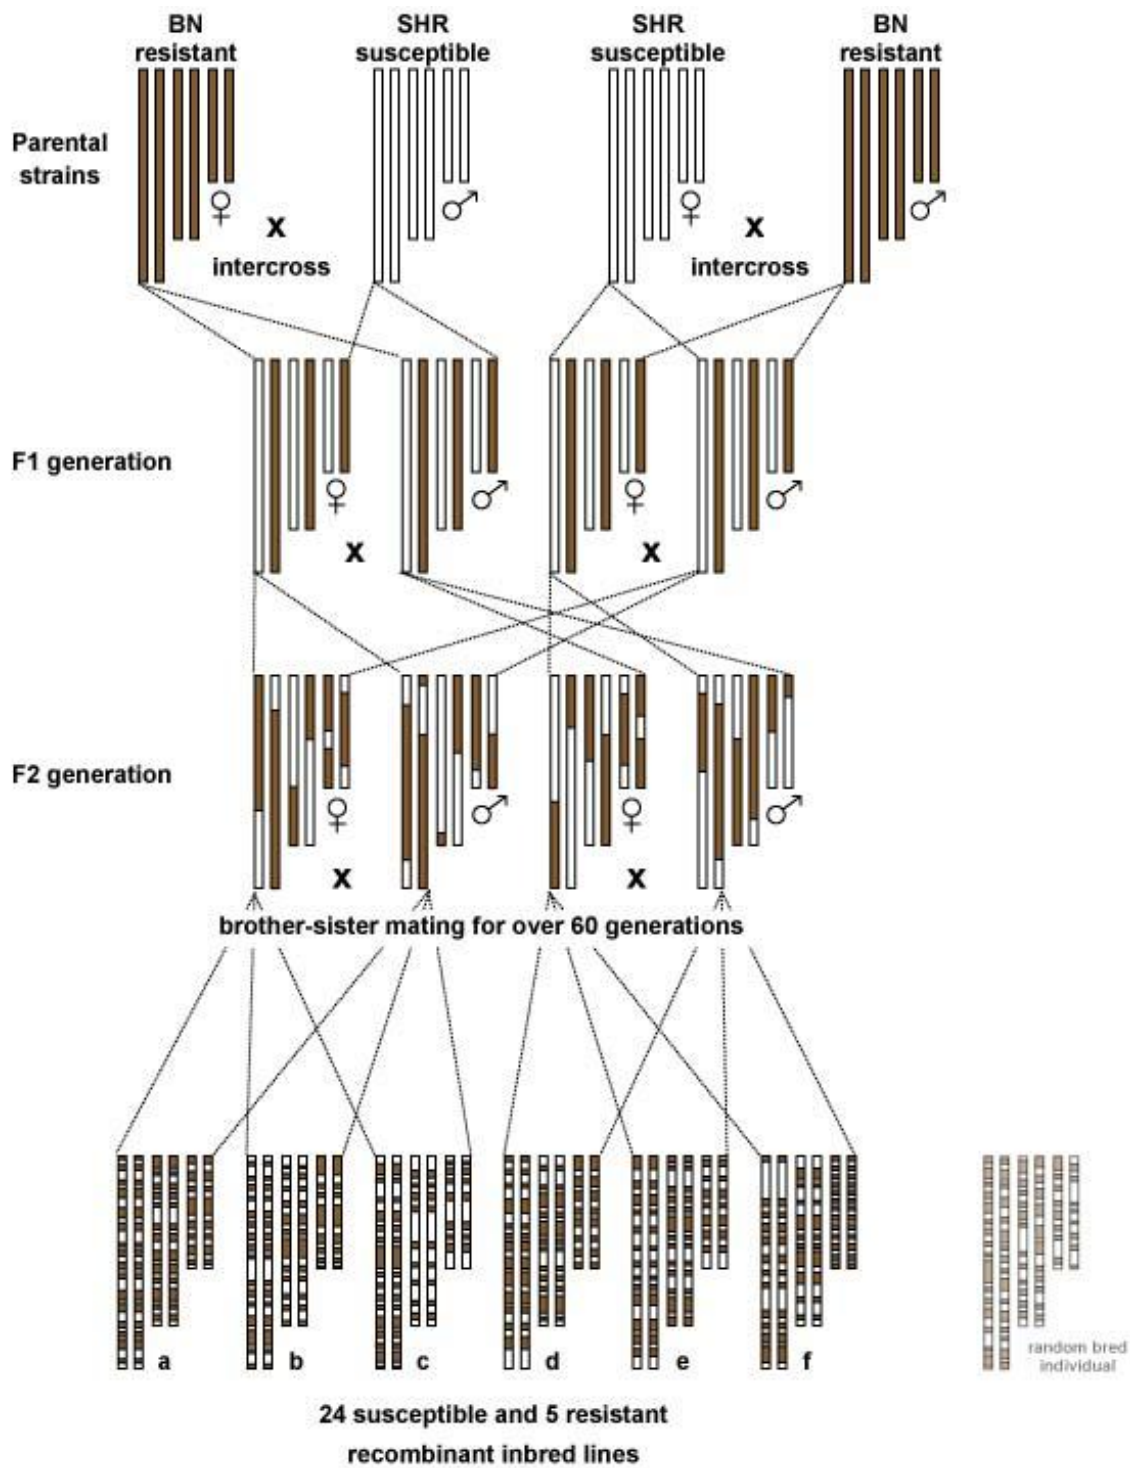 BN
resistant
SHR
susceptible
SHR
susceptible
BN
resistant
Parental
strains
♀
♂
♀
♂
x
intercross
x
intercross
F1 generation
♀
♂
♀
♂
x
x
F2 generation
♀
♂
♀
♂
x
x
brother-sister mating for over 60 generations
a
b
c
d
e
f
random bred
individual
24 susceptible and 5 resistant
recombinant inbred lines